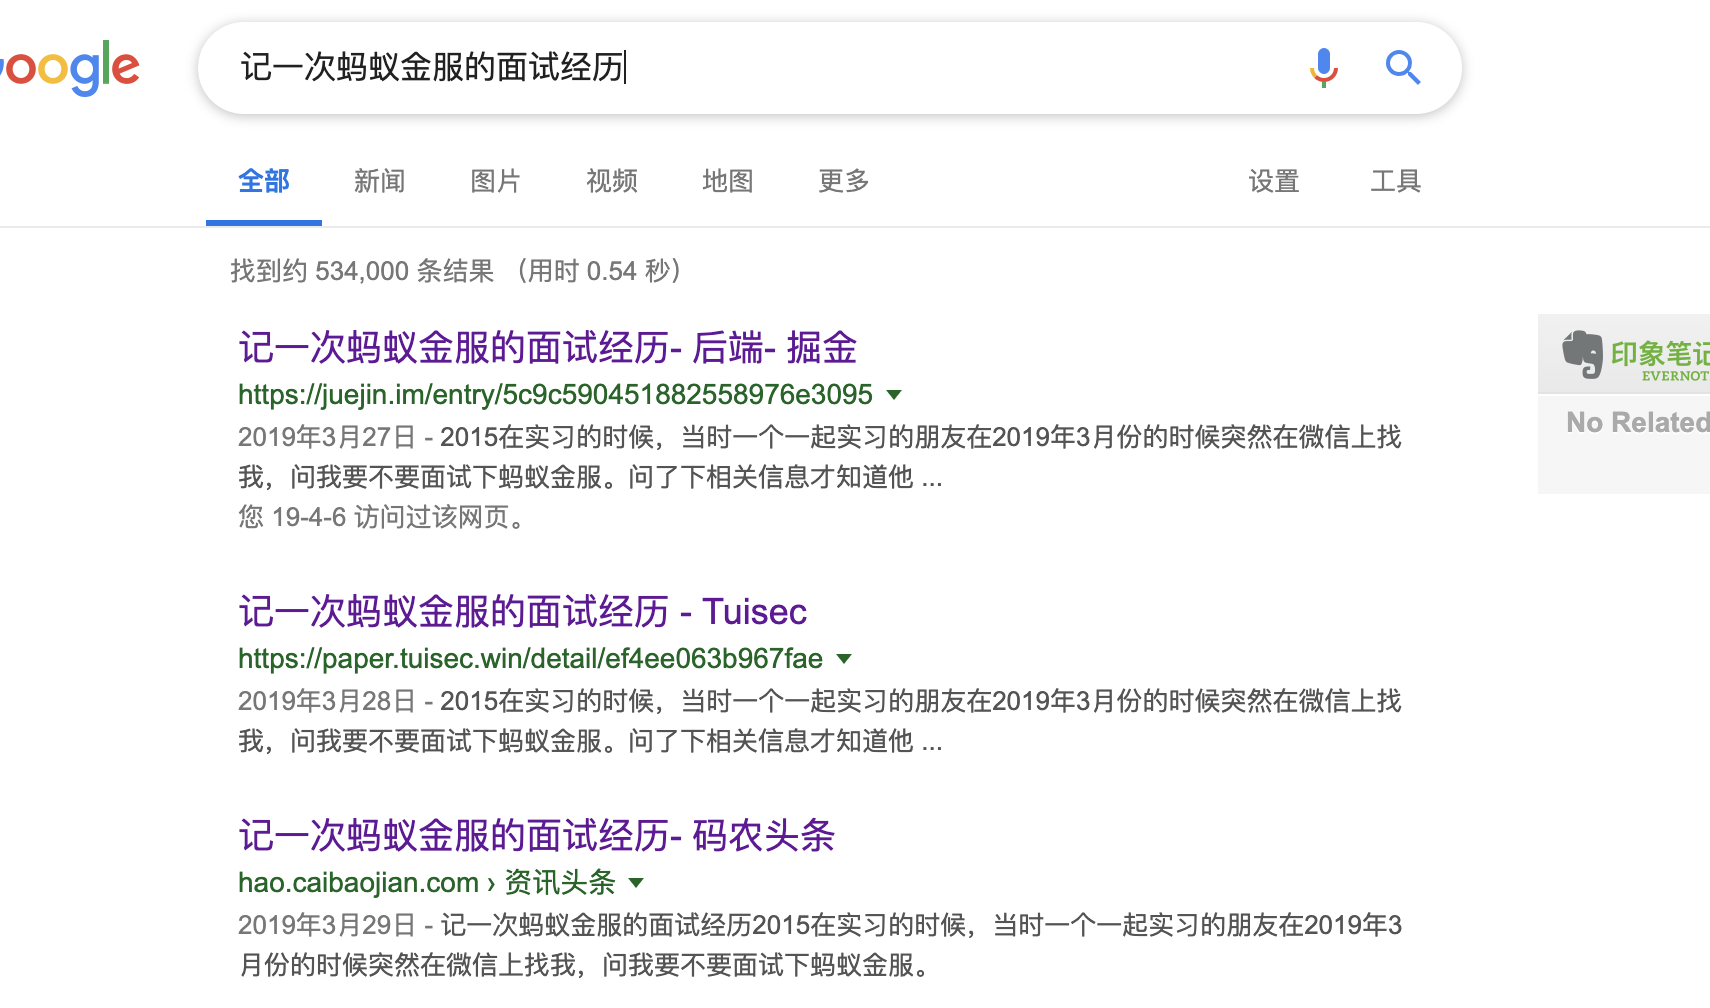 oogle
记一次蚂蚁金服的面试经历
全部 新闻 图片 视频 地图 更多 设置 工具
找到约 534,000 条结果 （用时 0.54 秒）
记一次蚂蚁金服的面试经历- 后端- 掘金
https://juejin.im/entry/5c9c590451882558976e3095
2019年3月27日 - 2015在实习的时候，当时一个一起实习的朋友在2019年3月份的时候突然在微信上找
我，问我要不要面试下蚂蚁金服。问了下相关信息才知道他 ...
您 19-4-6 访问过该网页。
印象笔记
EVERNOT
No Related
记一次蚂蚁金服的面试经历 - Tuisec
https://paper.tuisec.win/detail/ef4ee063b967fae
2019年3月28日 - 2015在实习的时候，当时一个一起实习的朋友在2019年3月份的时候突然在微信上找
我，问我要不要面试下蚂蚁金服。问了下相关信息才知道他 ...
记一次蚂蚁金服的面试经历- 码农头条
hao.caibaojian.com › 资讯头条
2019年3月29日 - 记一次蚂蚁金服的面试经历2015在实习的时候，当时一个一起实习的朋友在2019年3
月份的时候突然在微信上找我，问我要不要面试下蚂蚁金服。